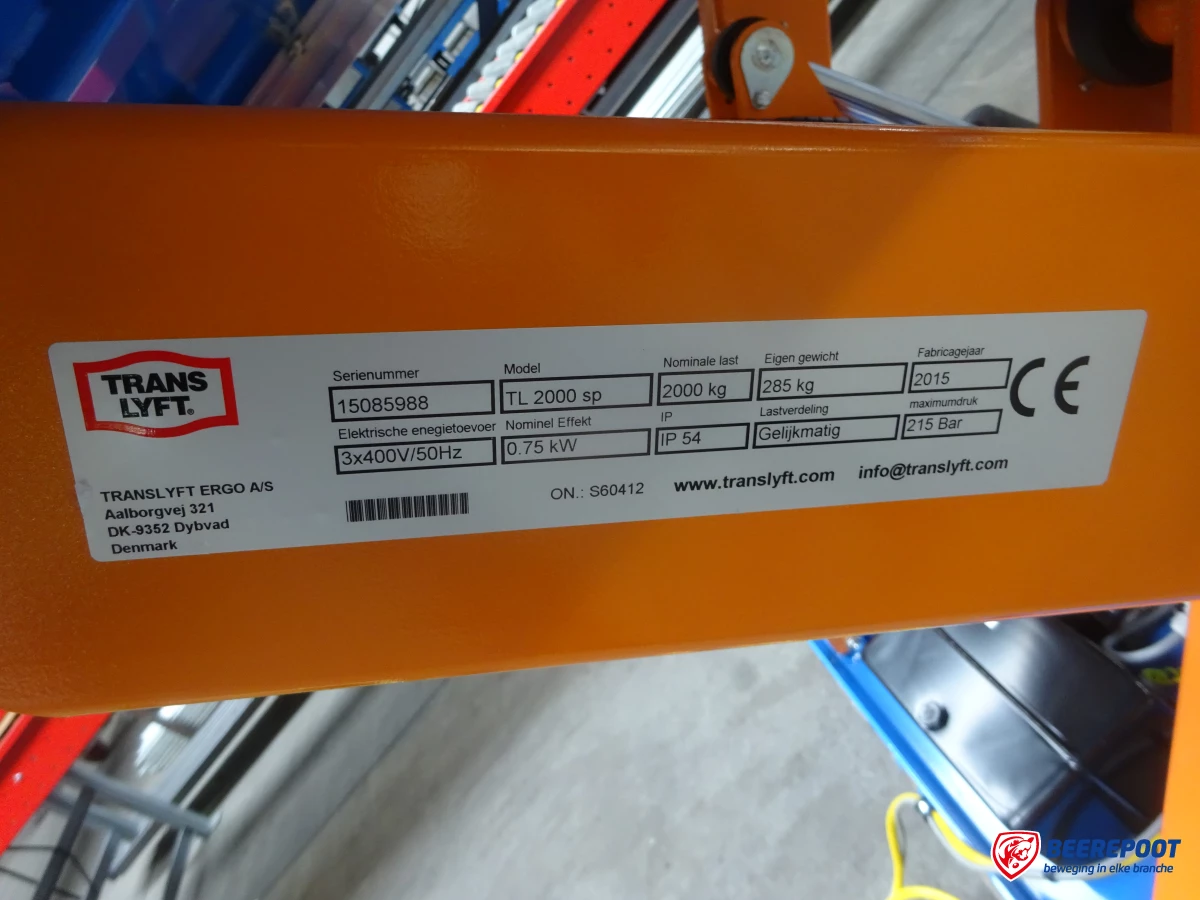 TRANS
LYFT®
Serienummer
Model
Nominale last
Eigen gewicht
Fabricagejaar
15085988
TL 2000 sp
2000 kg
285 kg
2015
CE
Elektrische enegietoevoer
Nominel Effekt
IP
Lastverdeling
maximumdruk
3x400V/50Hz
0.75 kW
IP 54
Gelijkmatig
215 Bar
TRANSLYFT ERGO A/S
Aalborgvej 321
DK-9352 Dybvad
Denmark
ON.: S60412
www.translyft.com
info@translyft.com
BEEREPOOT
beweging in elke branche